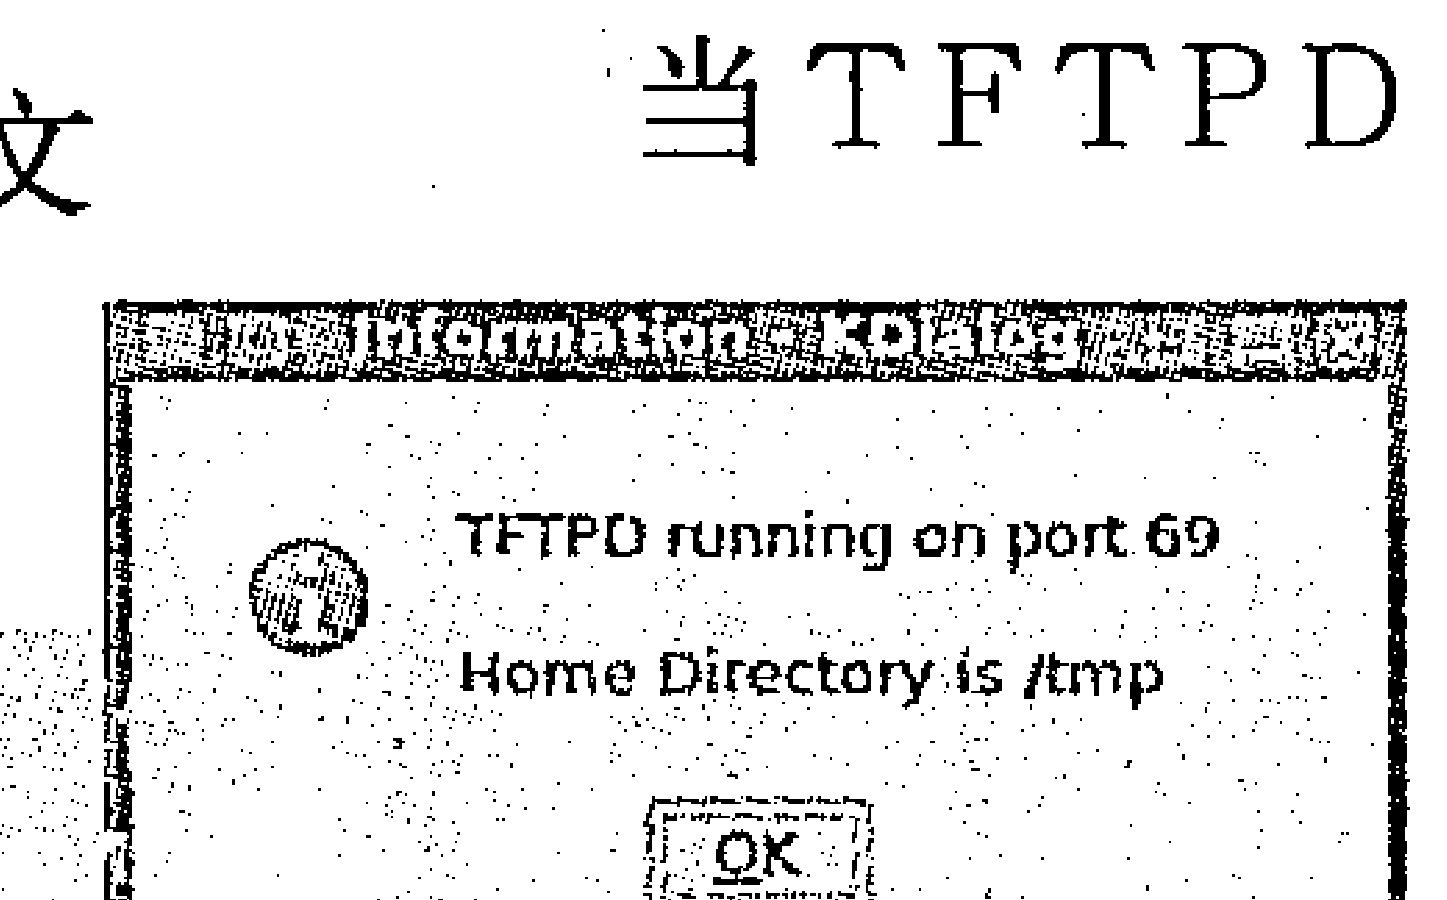 当TFTPD
文
Information - KDialog
TFTPD running on port 69
Home Directory is /tmp
OK